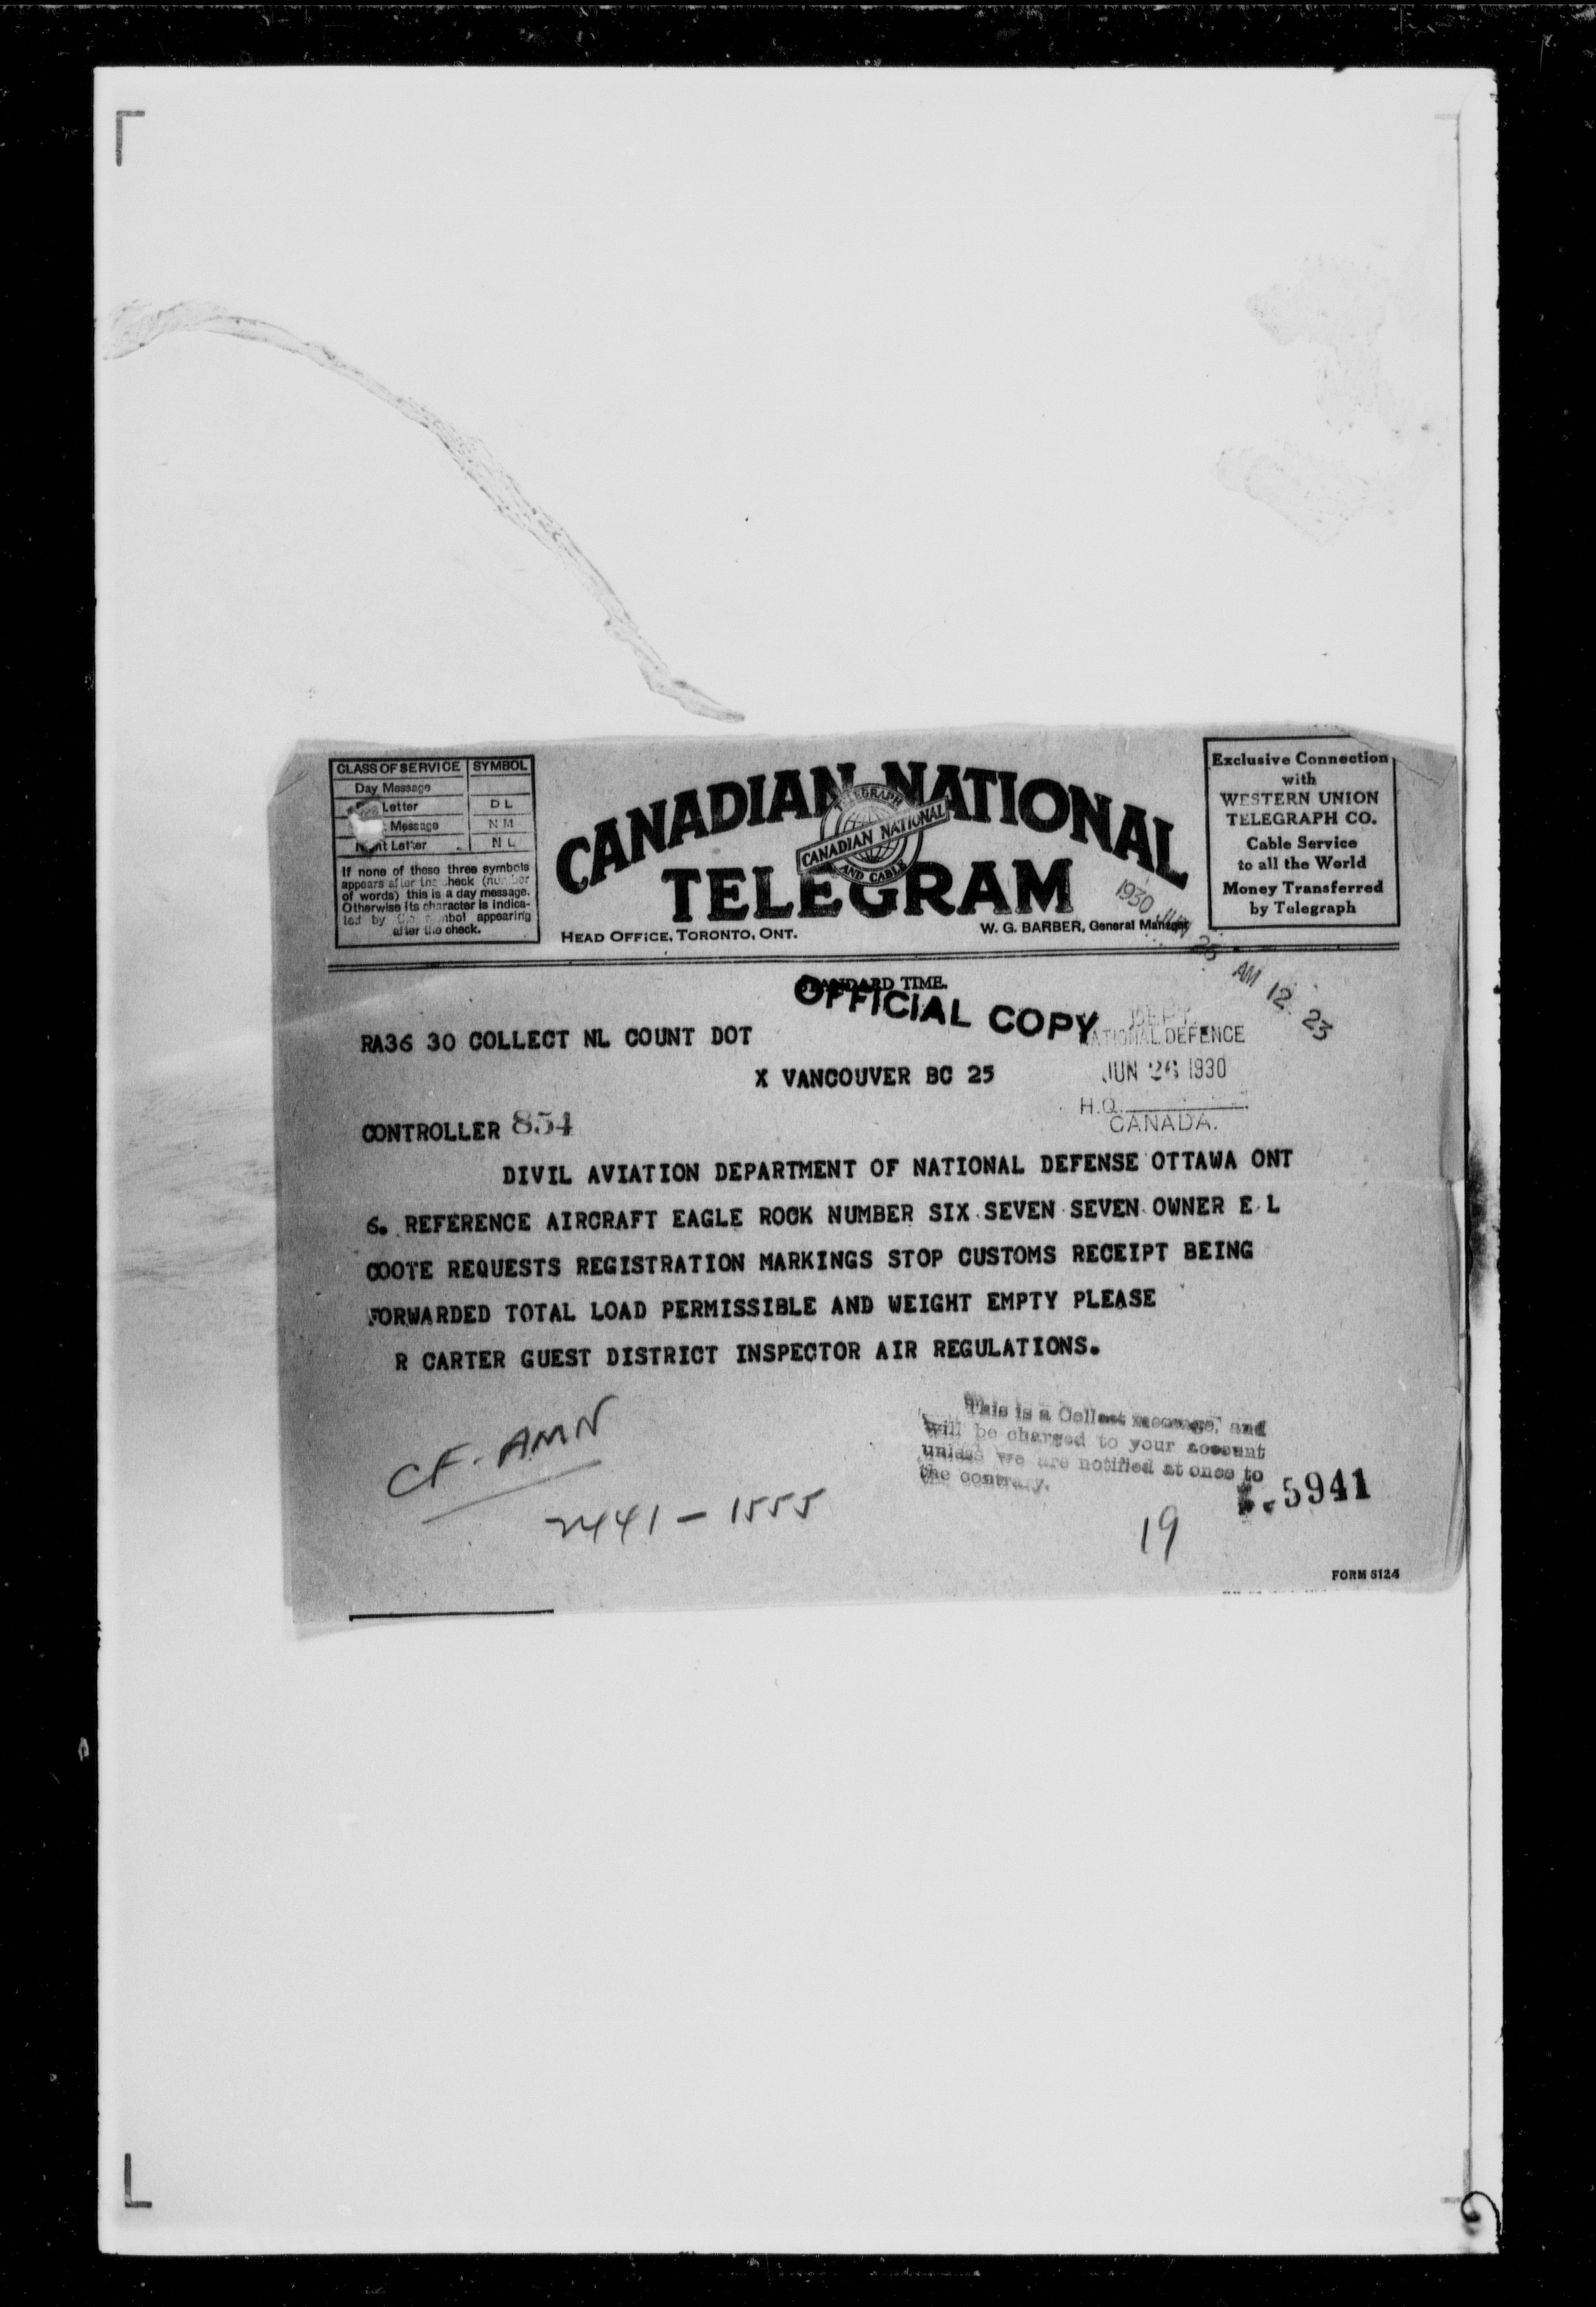 CLASS OF SERVICE SYMBOL
Day Message
Letter D L
Message N M
Letter N L
If none of these three symbols
appears after the check (number
of words) this is a day message.
Otherwise its character is indica-
ted by symbol appearing
after the check.
CANADIAN NATIONAL
TELEGRAPH
CANADIAN NATIONAL
AND CABLE
TELEGRAM
HEAD OFFICE, TORONTO, ONT.
W. G. BARBER, General Manager
Exclusive Connection
with
WESTERN UNION
TELEGRAPH CO.
Cable Service
to all the World
Money Transferred
by Telegraph
1930 AM 12 23
STANDARD TIME.
OFFICIAL COPY
DEPT.
NATIONAL DEFENCE
JUN 26 1930
H.Q.
CANADA.
RA36 30 COLLECT NL COUNT DOT
X VANCOUVER BC 25
CONTROLLER 854
DIVIL AVIATION DEPARTMENT OF NATIONAL DEFENSE OTTAWA ONT
6. REFERENCE AIRCRAFT EAGLE ROCK NUMBER SIX SEVEN SEVEN OWNER E L
COOTE REQUESTS REGISTRATION MARKINGS STOP CUSTOMS RECEIPT BEING
FORWARDED TOTAL LOAD PERMISSIBLE AND WEIGHT EMPTY PLEASE
R CARTER GUEST DISTRICT INSPECTOR AIR REGULATIONS.
CF-AMN
2441-1555
This is a Collect message, and
will be charged to your account
unless we are notified at once to
the contrary.
5941
19
FORM 6124